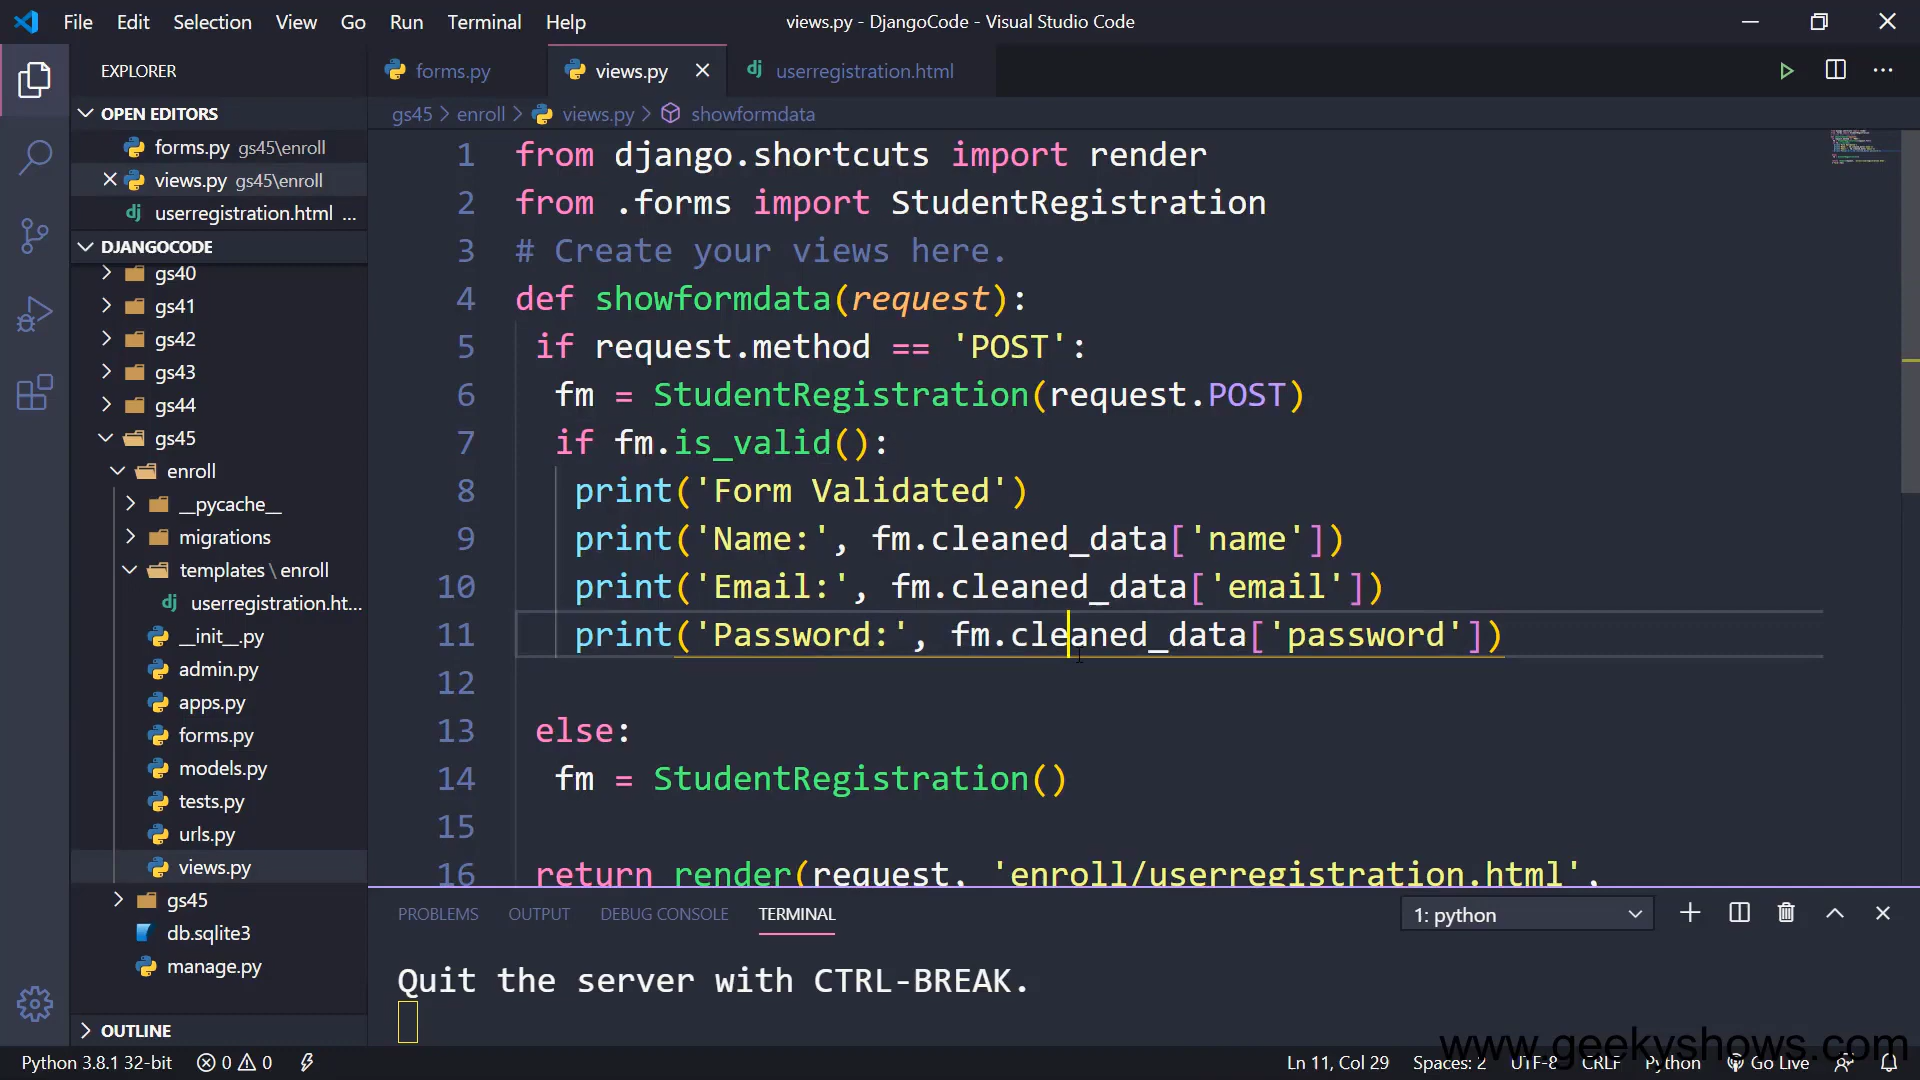 File Edit Selection View Go Run Terminal Help
views.py - DjangoCode - Visual Studio Code
EXPLORER
OPEN EDITORS
forms.py gs45\enroll
views.py gs45\enroll
userregistration.html ...
DJANGOCODE
gs40
gs41
gs42
gs43
gs44
gs45
enroll
__pycache__
migrations
templates \ enroll
userregistration.ht...
__init__.py
admin.py
apps.py
forms.py
models.py
tests.py
urls.py
views.py
gs45
db.sqlite3
manage.py
OUTLINE
forms.py views.py userregistration.html
gs45 > enroll > views.py > showformdata
1 from django.shortcuts import render
2 from .forms import StudentRegistration
3 # Create your views here.
4 def showformdata(request):
5 if request.method == 'POST':
6 fm = StudentRegistration(request.POST)
7 if fm.is_valid():
8 print('Form Validated')
9 print('Name:', fm.cleaned_data['name'])
10 print('Email:', fm.cleaned_data['email'])
11 print('Password:', fm.cleaned_data['password'])
12
13 else:
14 fm = StudentRegistration()
15
16 return render(request, 'enroll/userregistration.html',
PROBLEMS OUTPUT DEBUG CONSOLE TERMINAL
1: python
Quit the server with CTRL-BREAK.
www.geekyshows.com
Python 3.8.1 32-bit 0 0
Ln 11, Col 29 Spaces: 2 UTF-8 CRLF Python Go Live